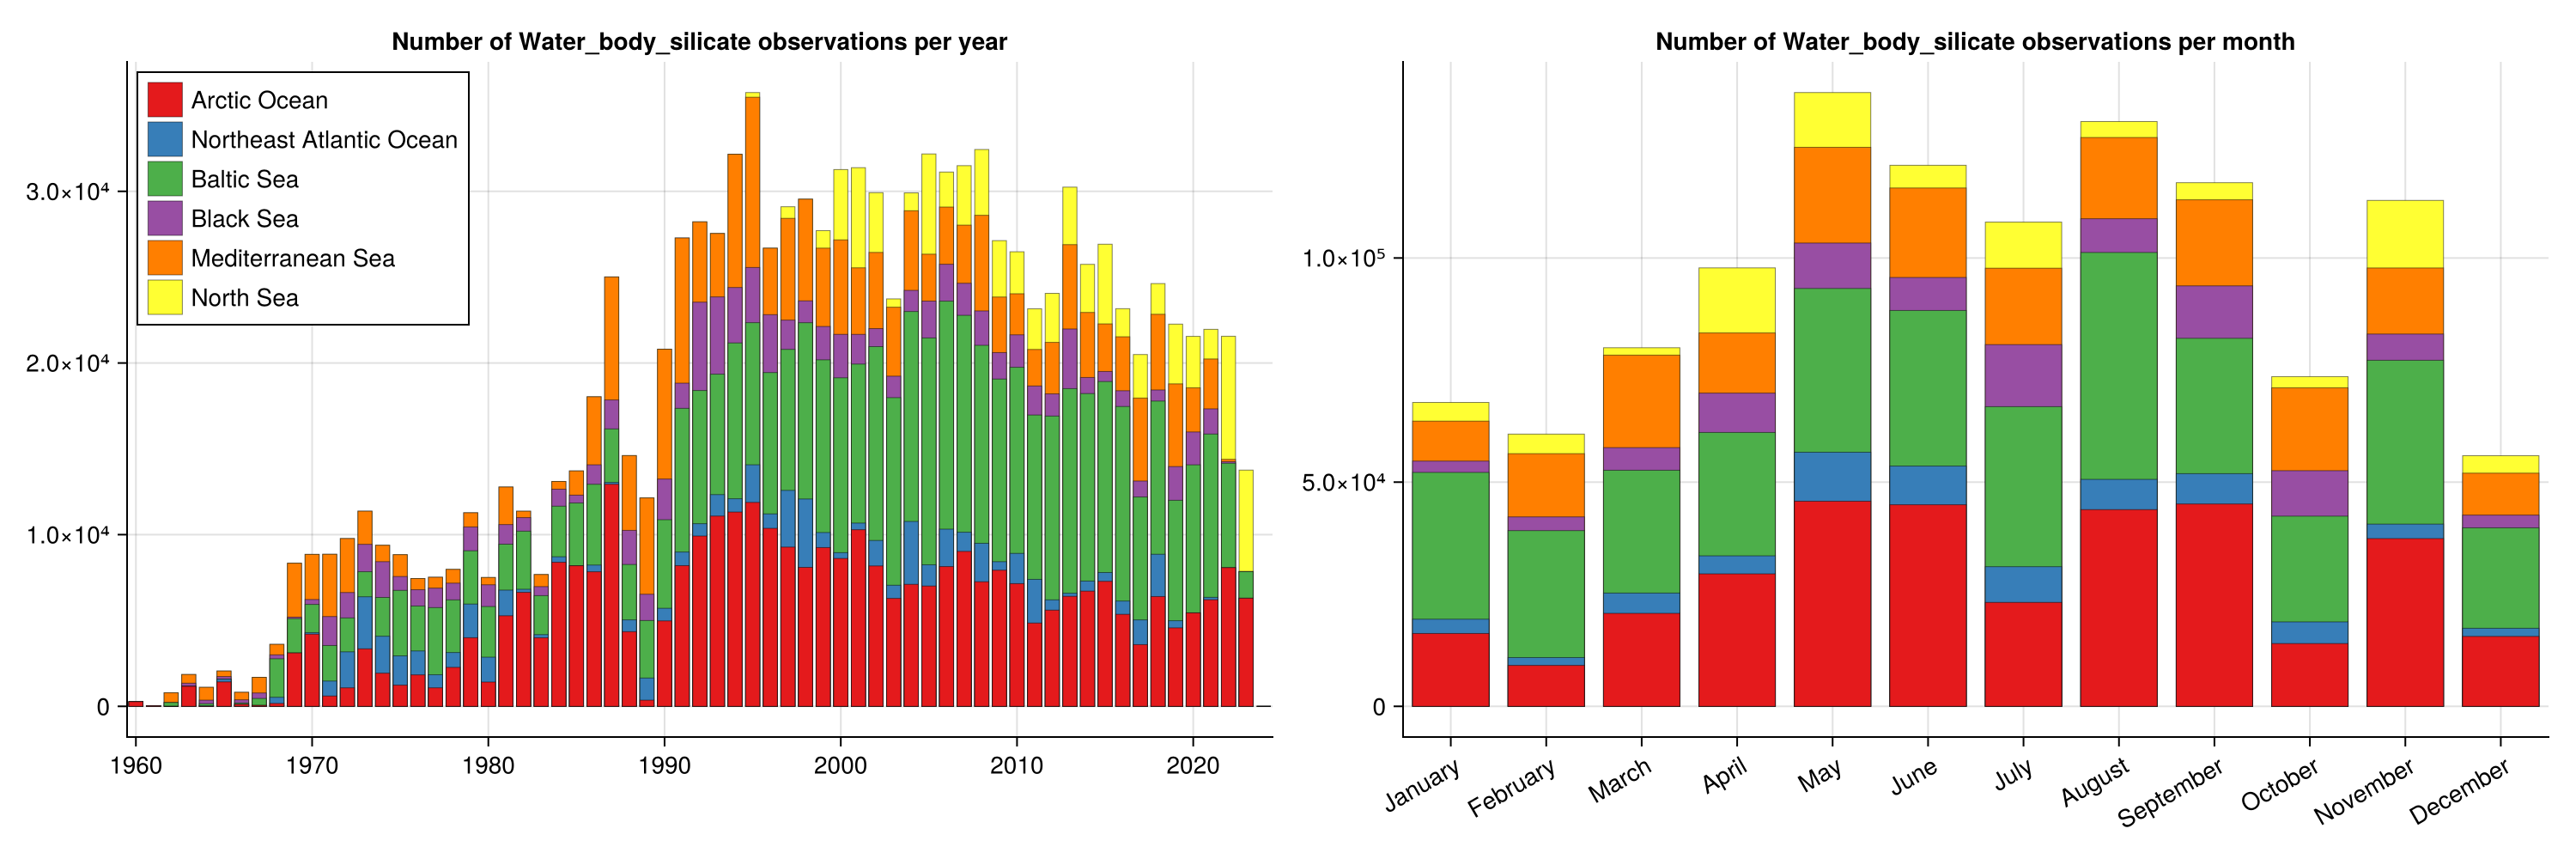 Number of Water_body_silicate observations per year
Arctic Ocean
Northeast Atlantic Ocean
Baltic Sea
Black Sea
Mediterranean Sea
North Sea
3.0×10⁴
2.0×10⁴
1.0×10⁴
0
1960 1970 1980 1990 2000 2010 2020
Number of Water_body_silicate observations per month
1.0×10⁵
5.0×10⁴
0
January February March April May June July August September October November December